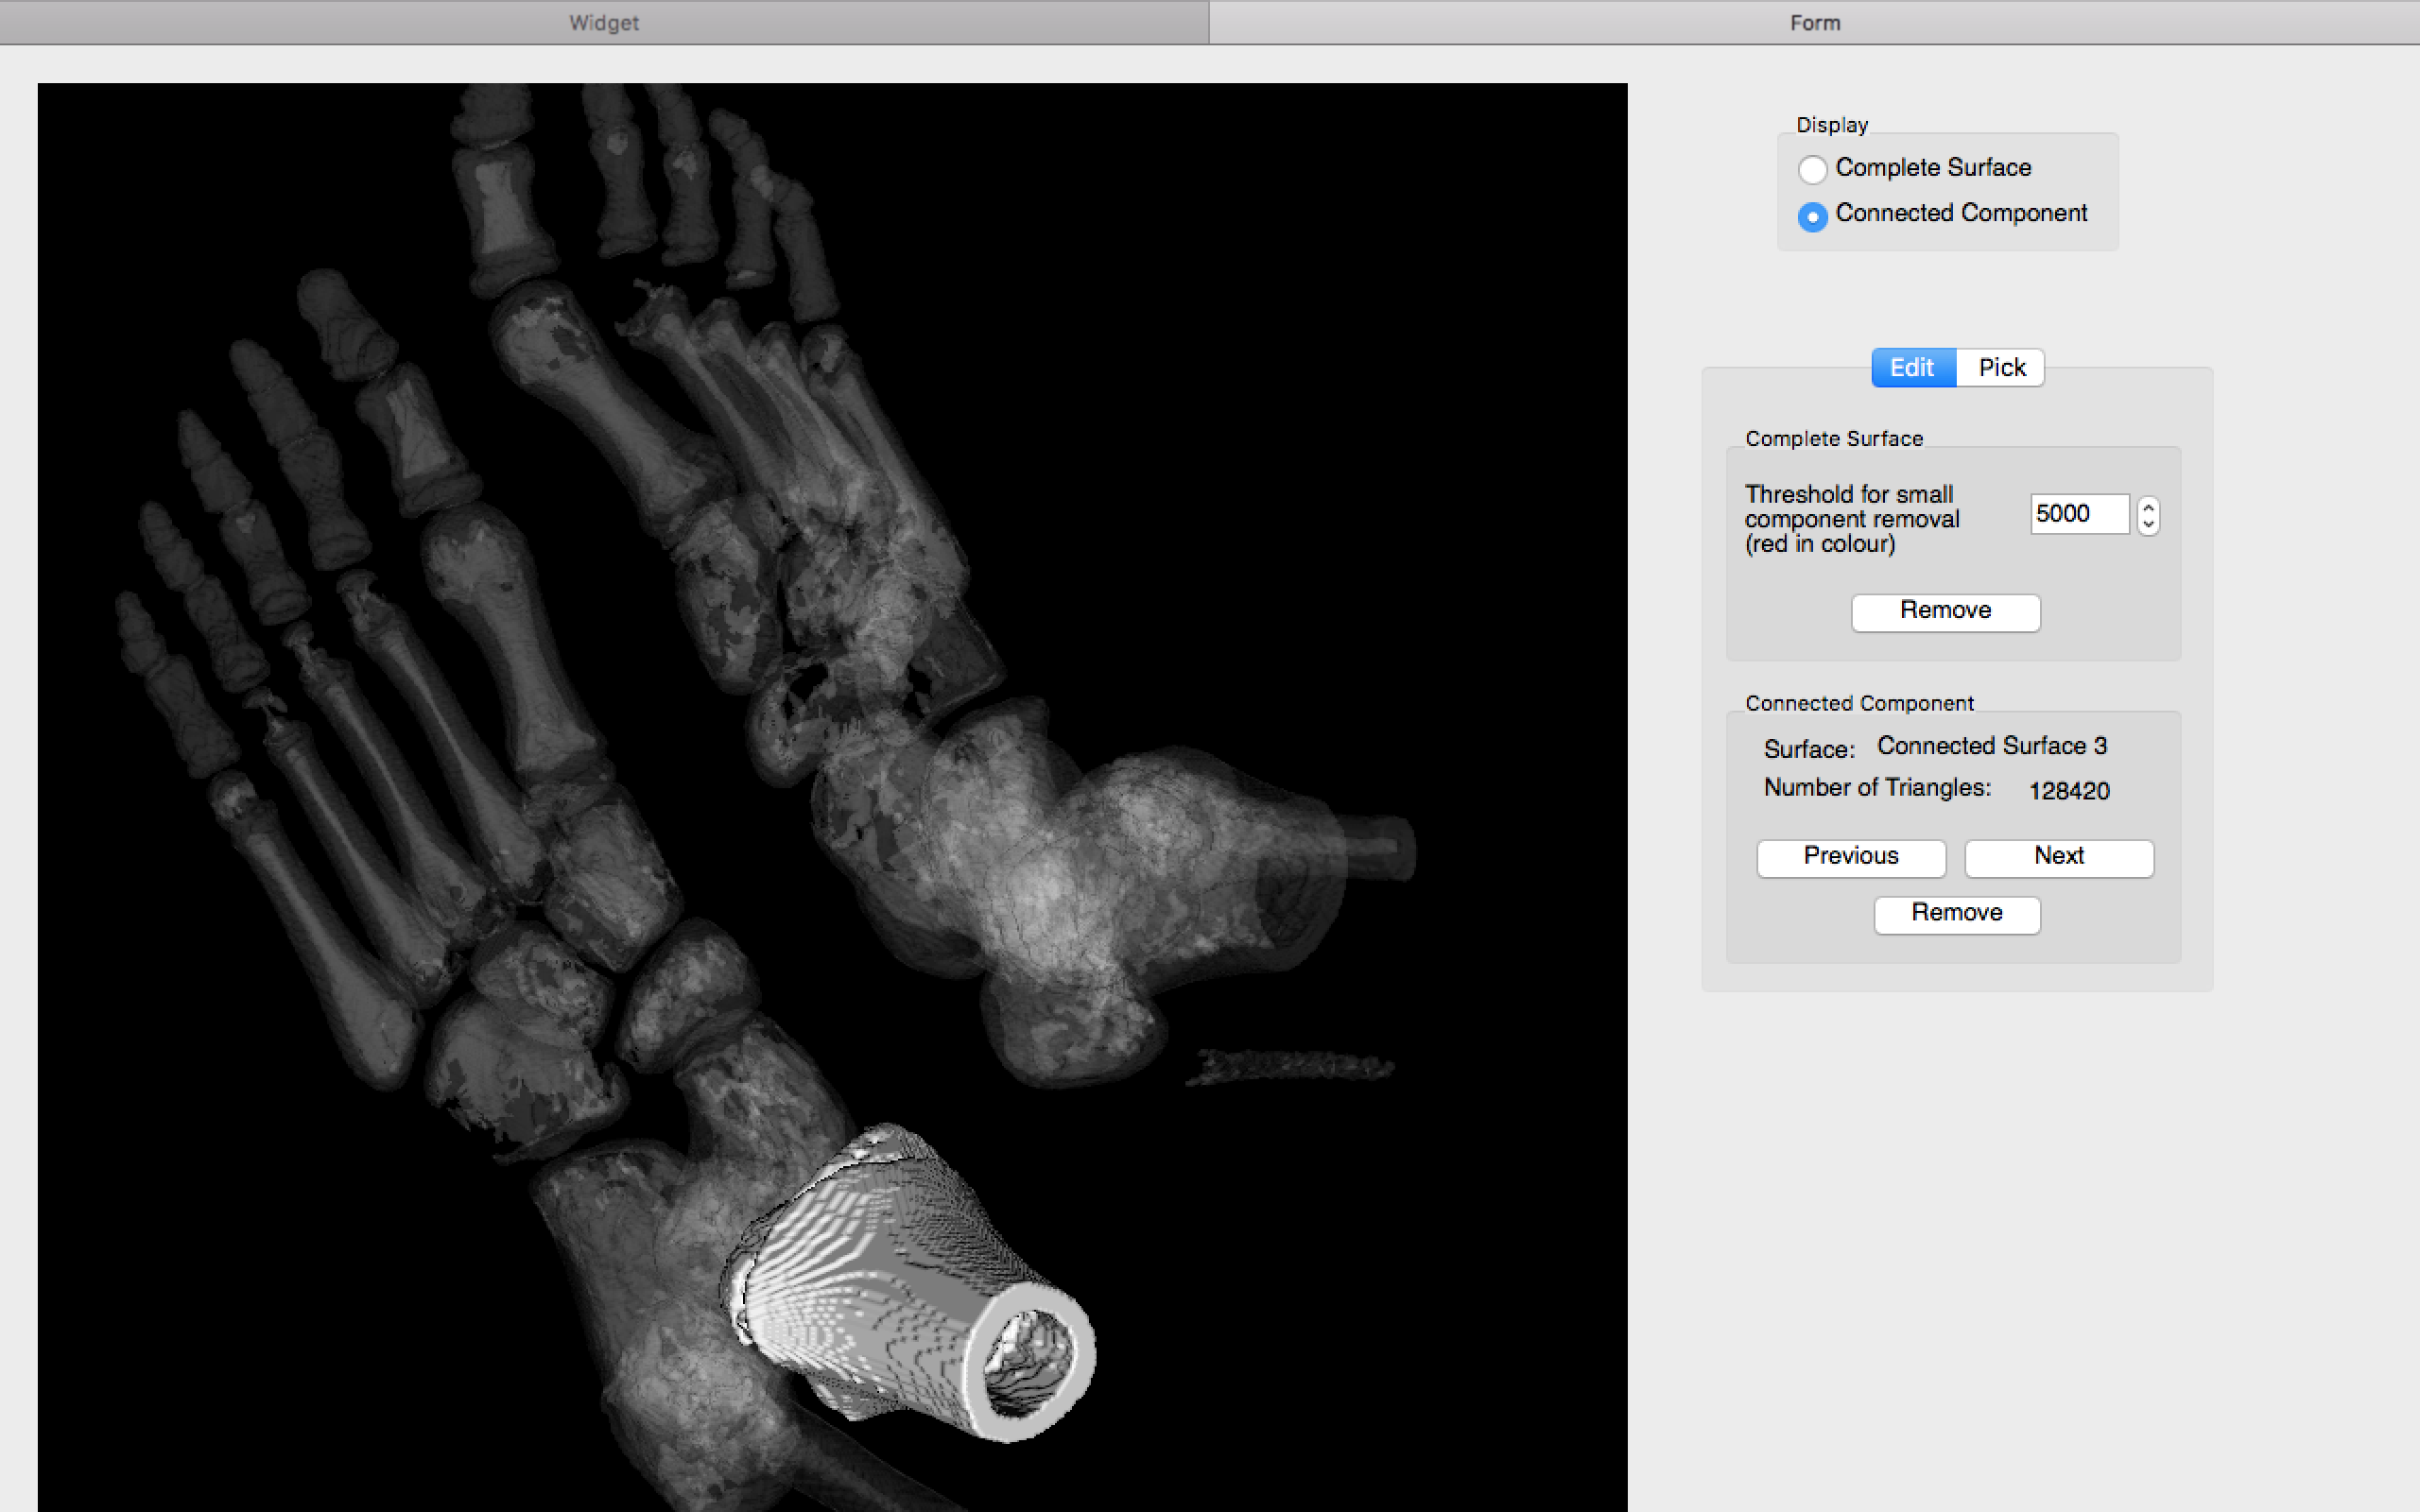 Widget
Form
Display
Complete Surface
Connected Component
Edit
Pick
Complete Surface
Threshold for small
component removal
(red in colour)
5000
Remove
Connected Component
Surface: Connected Surface 3
Number of Triangles: 128420
Previous
Next
Remove